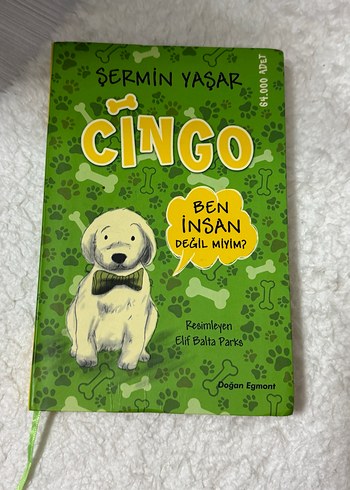 ŞERMİN YAŞAR
64.000 ADET
CİNGO
BEN
İNSAN
DEĞİL MİYİM?
Resimleyen
Elif Balta Parks
Doğan Egmont